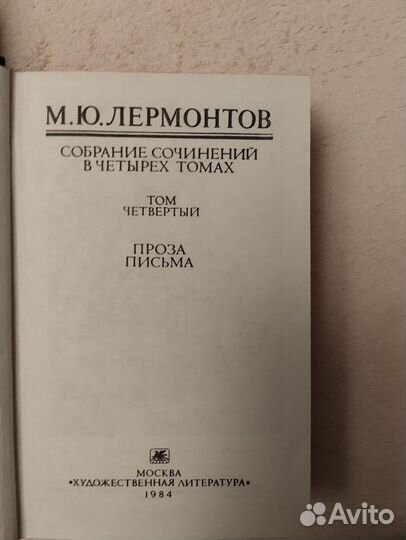 М.Ю.ЛЕРМОНТОВ
СОБРАНИЕ СОЧИНЕНИЙ
В ЧЕТЫРЕХ ТОМАХ
ТОМ
ЧЕТВЕРТЫЙ
ПРОЗА
ПИСЬМА
МОСКВА
«ХУДОЖЕСТВЕННАЯ ЛИТЕРАТУРА»
1984
Avito